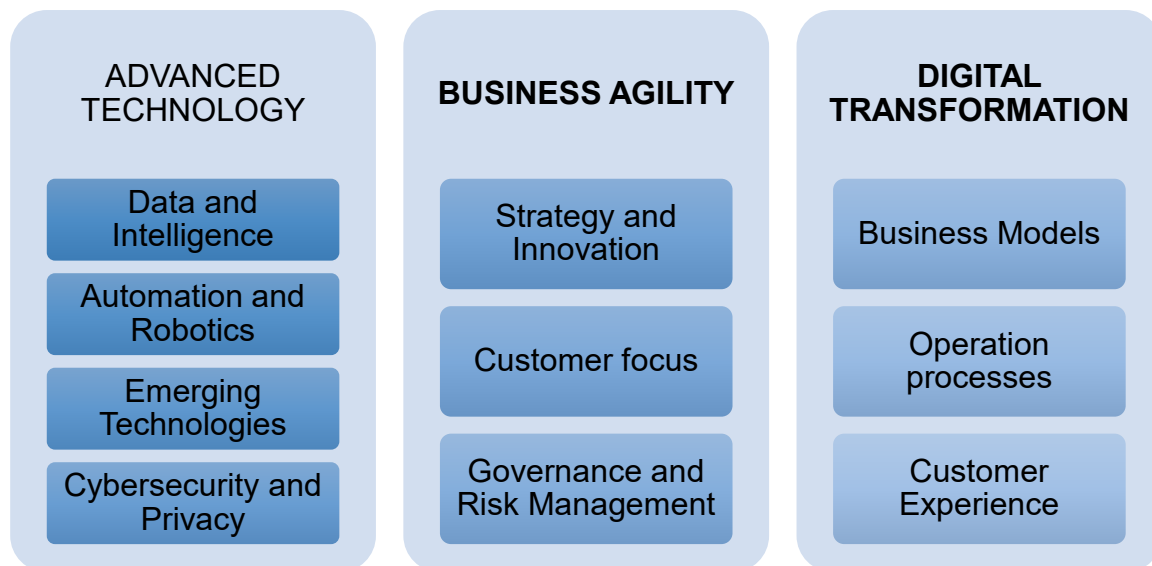 ADVANCED
TECHNOLOGY
Data and
Intelligence
Automation and
Robotics
Emerging
Technologies
Cybersecurity and
Privacy
BUSINESS AGILITY
Strategy and
Innovation
Customer focus
Governance and
Risk Management
DIGITAL
TRANSFORMATION
Business Models
Operation
processes
Customer
Experience